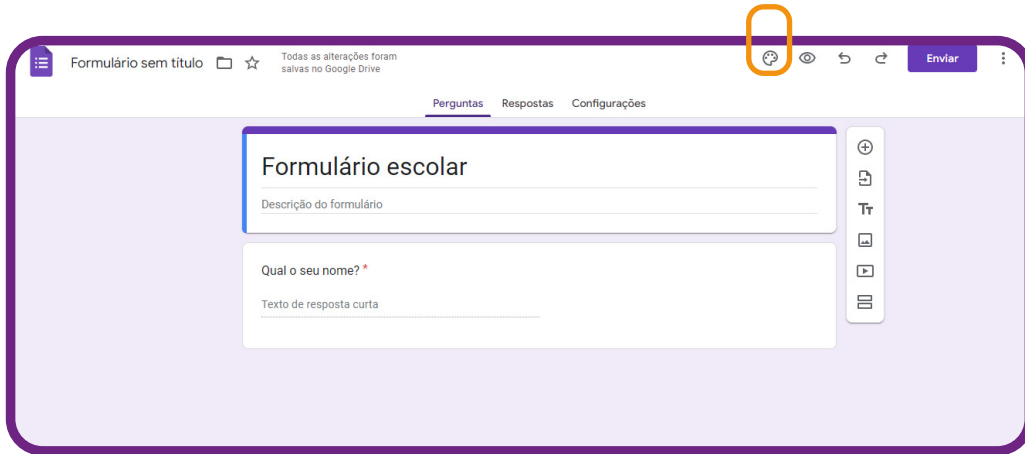 Formulário sem título
Todas as alterações foram
salvas no Google Drive
Enviar
Perguntas Respostas Configurações
Formulário escolar
Descrição do formulário
Qual o seu nome? *
Texto de resposta curta